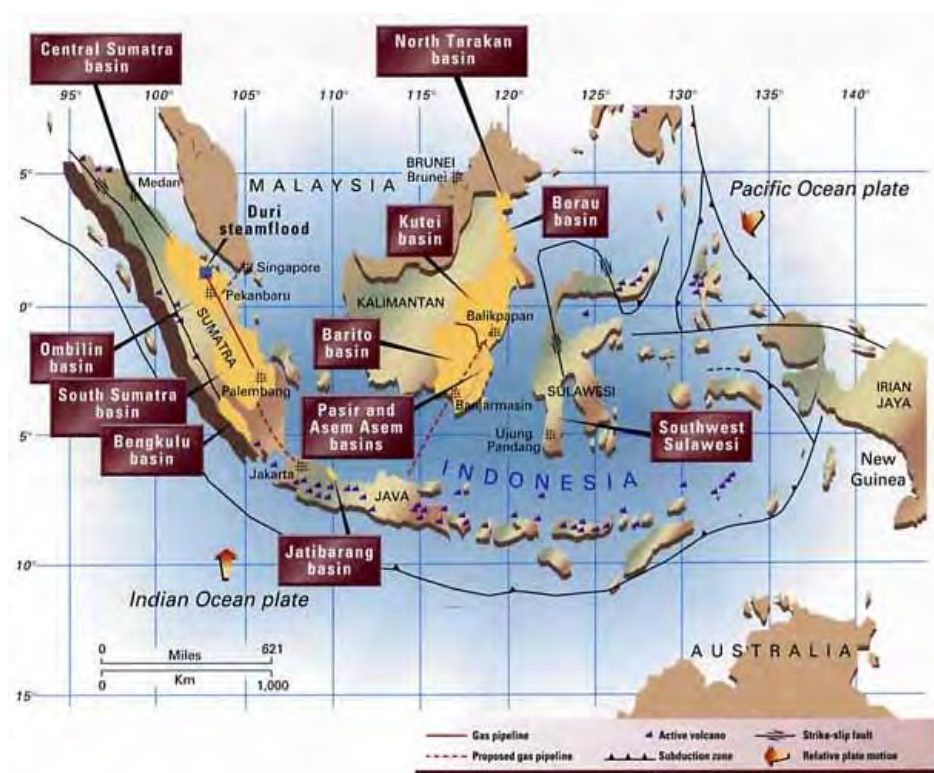 Central Sumatra
basin
North Tarakan
basin
95°
100°
105°
110°
115°
120°
125°
130°
135°
140°
BRUNEI
Brunei
5°
Medan
MALAYSIA
Pacific Ocean plate
Duri
steamflood
Kutei
basin
Berau
basin
Singapore
Pekanbaru
KALIMANTAN
0°
Balikpapan
SUMATRA
Ombilin
basin
Barito
basin
IRIAN
JAYA
South Sumatra
basin
Palembang
SULAWESI
Banjarmasin
Pasir and
Asem Asem
basins
Southwest
Sulawesi
Bengkulu
basin
Ujung
Pandang
5°
Jakarta
INDONESIA
New
Guinea
JAVA
Jatibarang
basin
10°
Indian Ocean plate
0 621
Miles
Km
0 1,000
AUSTRALIA
15°
Gas pipeline
Active volcano
Strike-slip fault
Proposed gas pipeline
Subduction zone
Relative plate motion